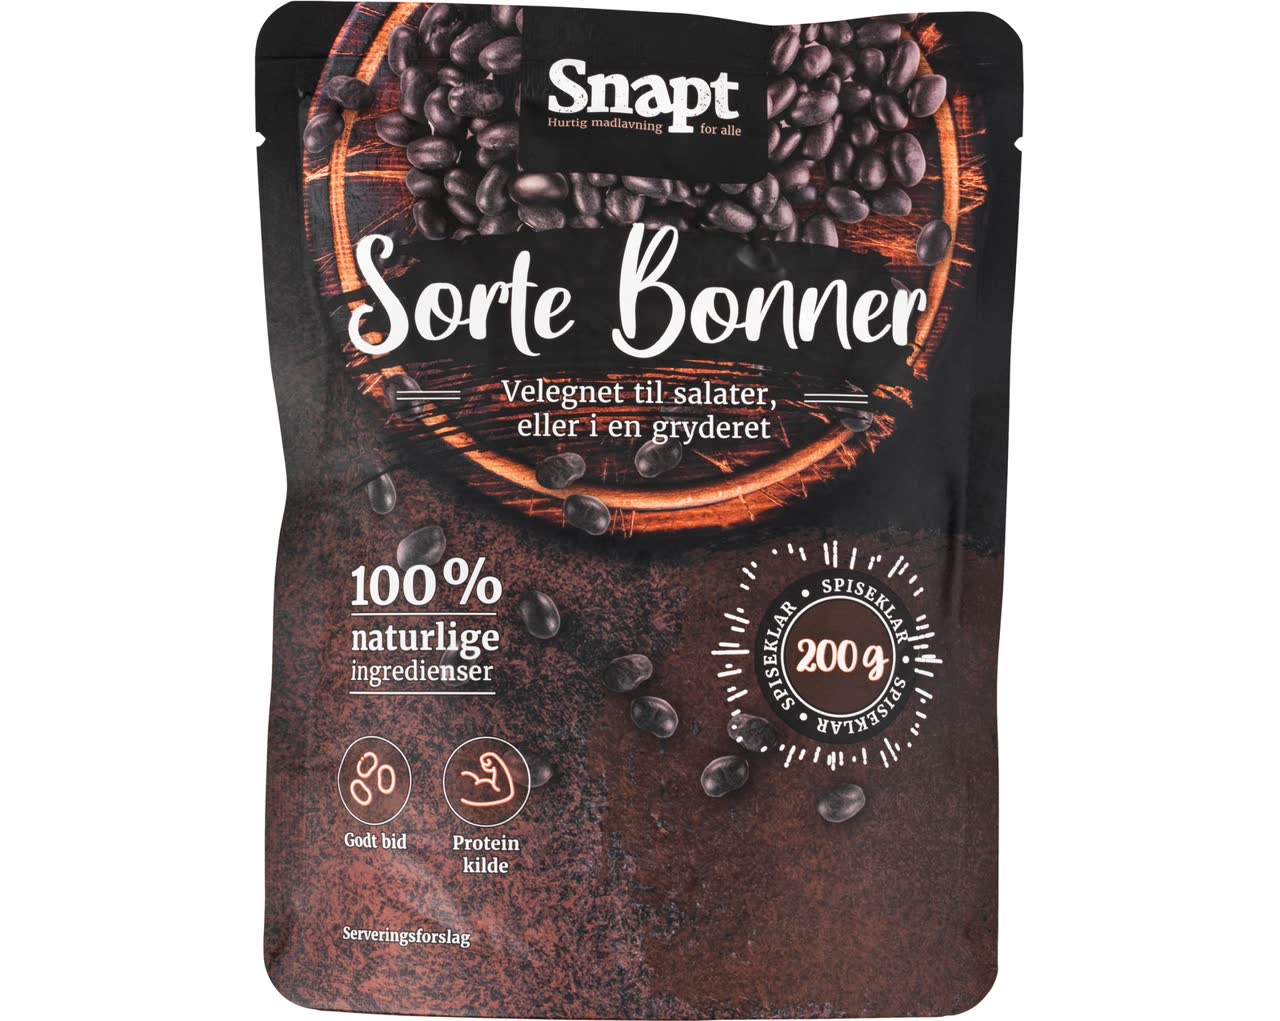 Snapt
Hurtig madlavning for alle
Sorte Bonner
Velegnet til salater,
eller i en gryderet
100%
naturlige
ingredienser
SPISEKLAR • SPISEKLAR • SPISEKLAR • SPISEKLAR •
200g
Godt bid
Protein
kilde
Serveringsforslag